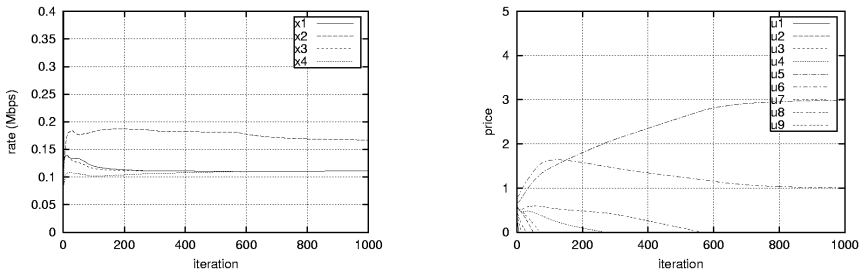 0.4
0.35
0.3
0.25
0.2
0.15
0.1
0.05
0
rate (Mbps)
x1
x2
x3
x4
0 200 400 600 800 1000
iteration
5
4
3
2
1
0
price
u1
u2
u3
u4
u5
u6
u7
u8
u9
0 200 400 600 800 1000
iteration